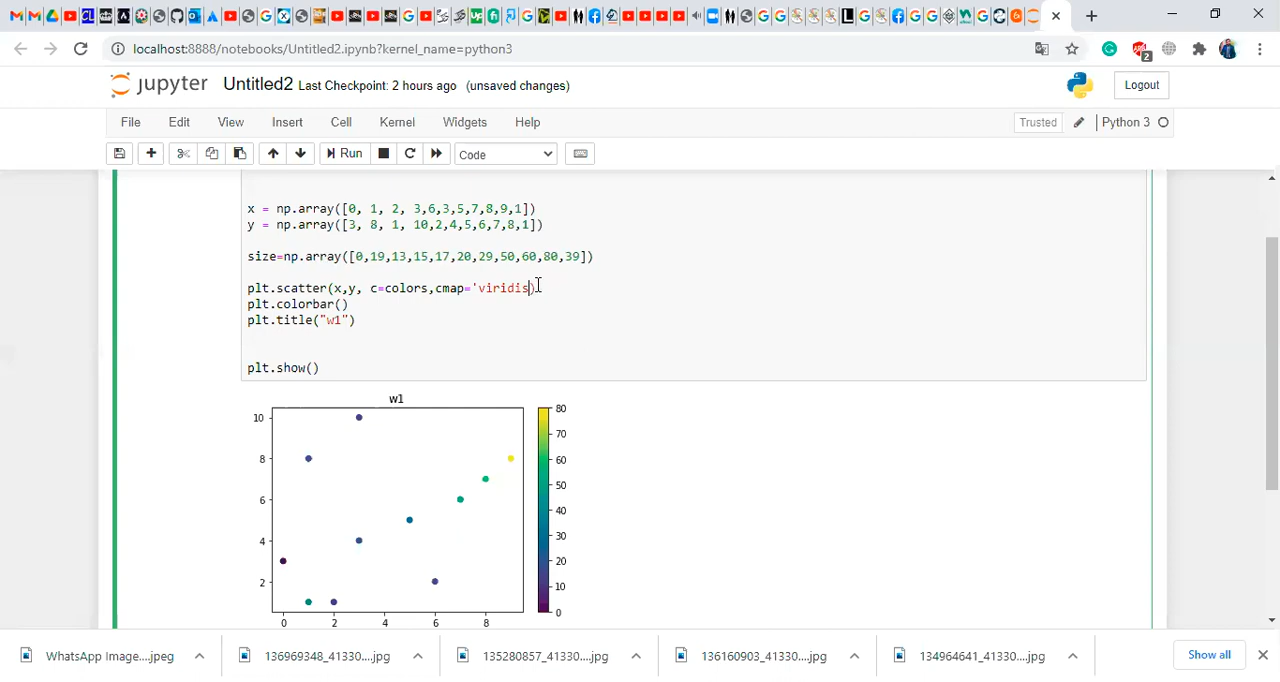 localhost:8888/notebooks/Untitled2.ipynb?kernel_name=python3
2
jupyter Untitled2 Last Checkpoint: 2 hours ago (unsaved changes)
Logout
File Edit View Insert Cell Kernel Widgets Help
Trusted Python 3
Run Code
x = np.array([0, 1, 2, 3,6,3,5,7,8,9,1])
y = np.array([3, 8, 1, 10,2,4,5,6,7,8,1])
size=np.array([0,19,13,15,17,20,29,50,60,80,39])
plt.scatter(x,y, c=colors,cmap='viridis)
plt.colorbar()
plt.title("w1")
plt.show()
w1
10
8
6
4
2
0 2 4 6 8
80
70
60
50
40
30
20
10
0
WhatsApp Image....jpeg 136969348_41330....jpg 135280857_41330....jpg 136160903_41330....jpg 134964641_41330....jpg Show all